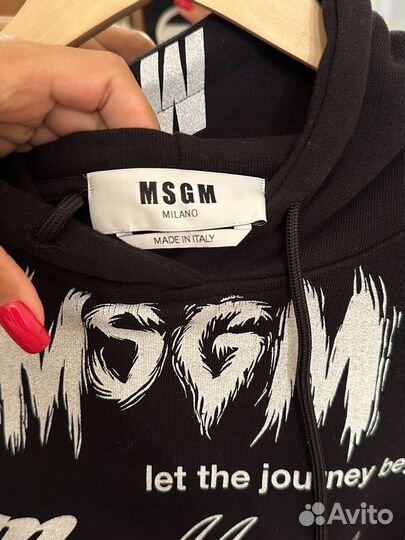 MSGM
MILANO
MADE IN ITALY
MSGM
let the journey be
Avito